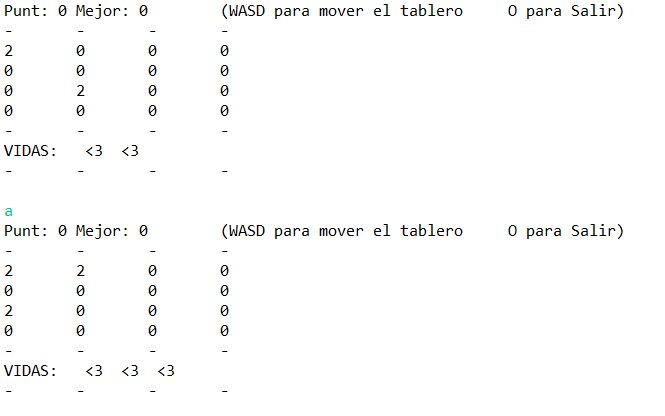 Punt: 0 Mejor: 0 (WASD para mover el tablero O para Salir)
- - - -
2 0 0 0
0 0 0 0
0 2 0 0
0 0 0 0
- - - -
VIDAS: <3 <3
- - - -
a
Punt: 0 Mejor: 0 (WASD para mover el tablero O para Salir)
- - - -
2 2 0 0
0 0 0 0
2 0 0 0
0 0 0 0
- - - -
VIDAS: <3 <3 <3
- - - -